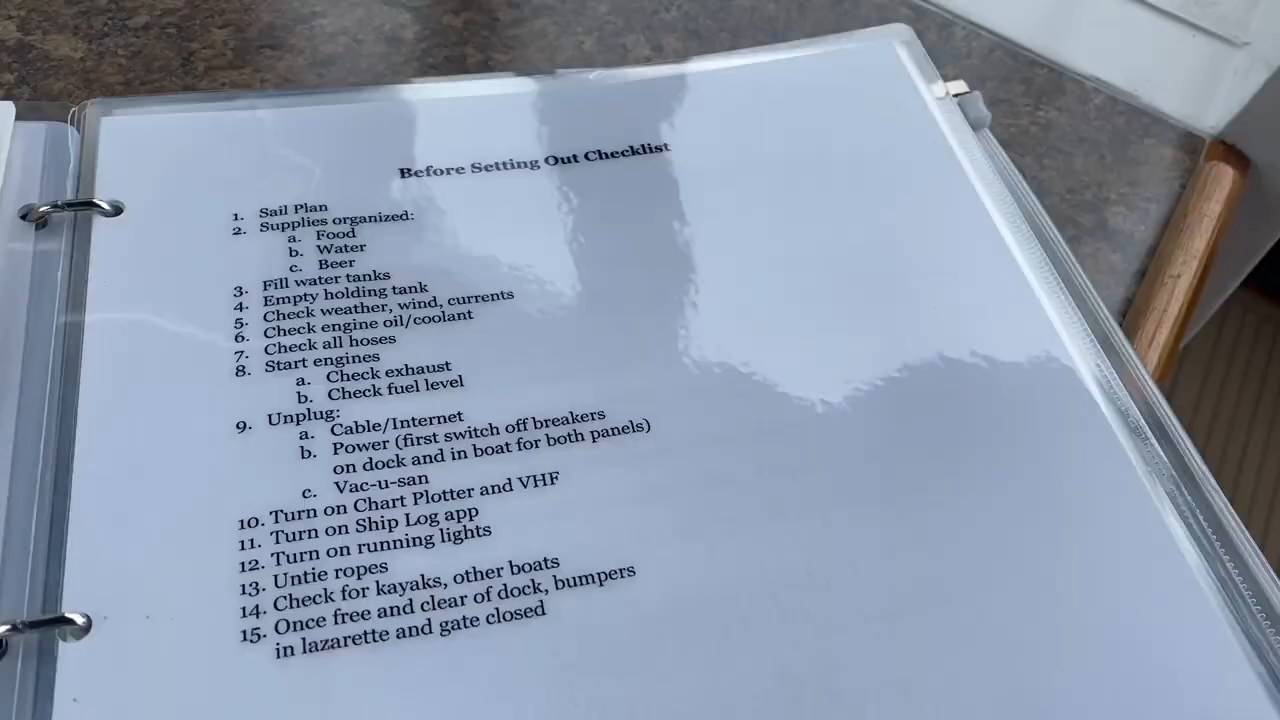 Before Setting Out Checklist
1. Sail Plan
2. Supplies organized:
a. Food
b. Water
c. Beer
3. Fill water tanks
4. Empty holding tank
5. Check weather, wind, currents
6. Check engine oil/coolant
7. Check all hoses
8. Start engines
a. Check exhaust
b. Check fuel level
9. Unplug:
a. Cable/Internet
b. Power (first switch off breakers
on dock and in boat for both panels)
c. Vac-u-san
10. Turn on Chart Plotter and VHF
11. Turn on Ship Log app
12. Turn on running lights
13. Untie ropes
14. Check for kayaks, other boats
15. Once free and clear of dock, bumpers
in lazarette and gate closed